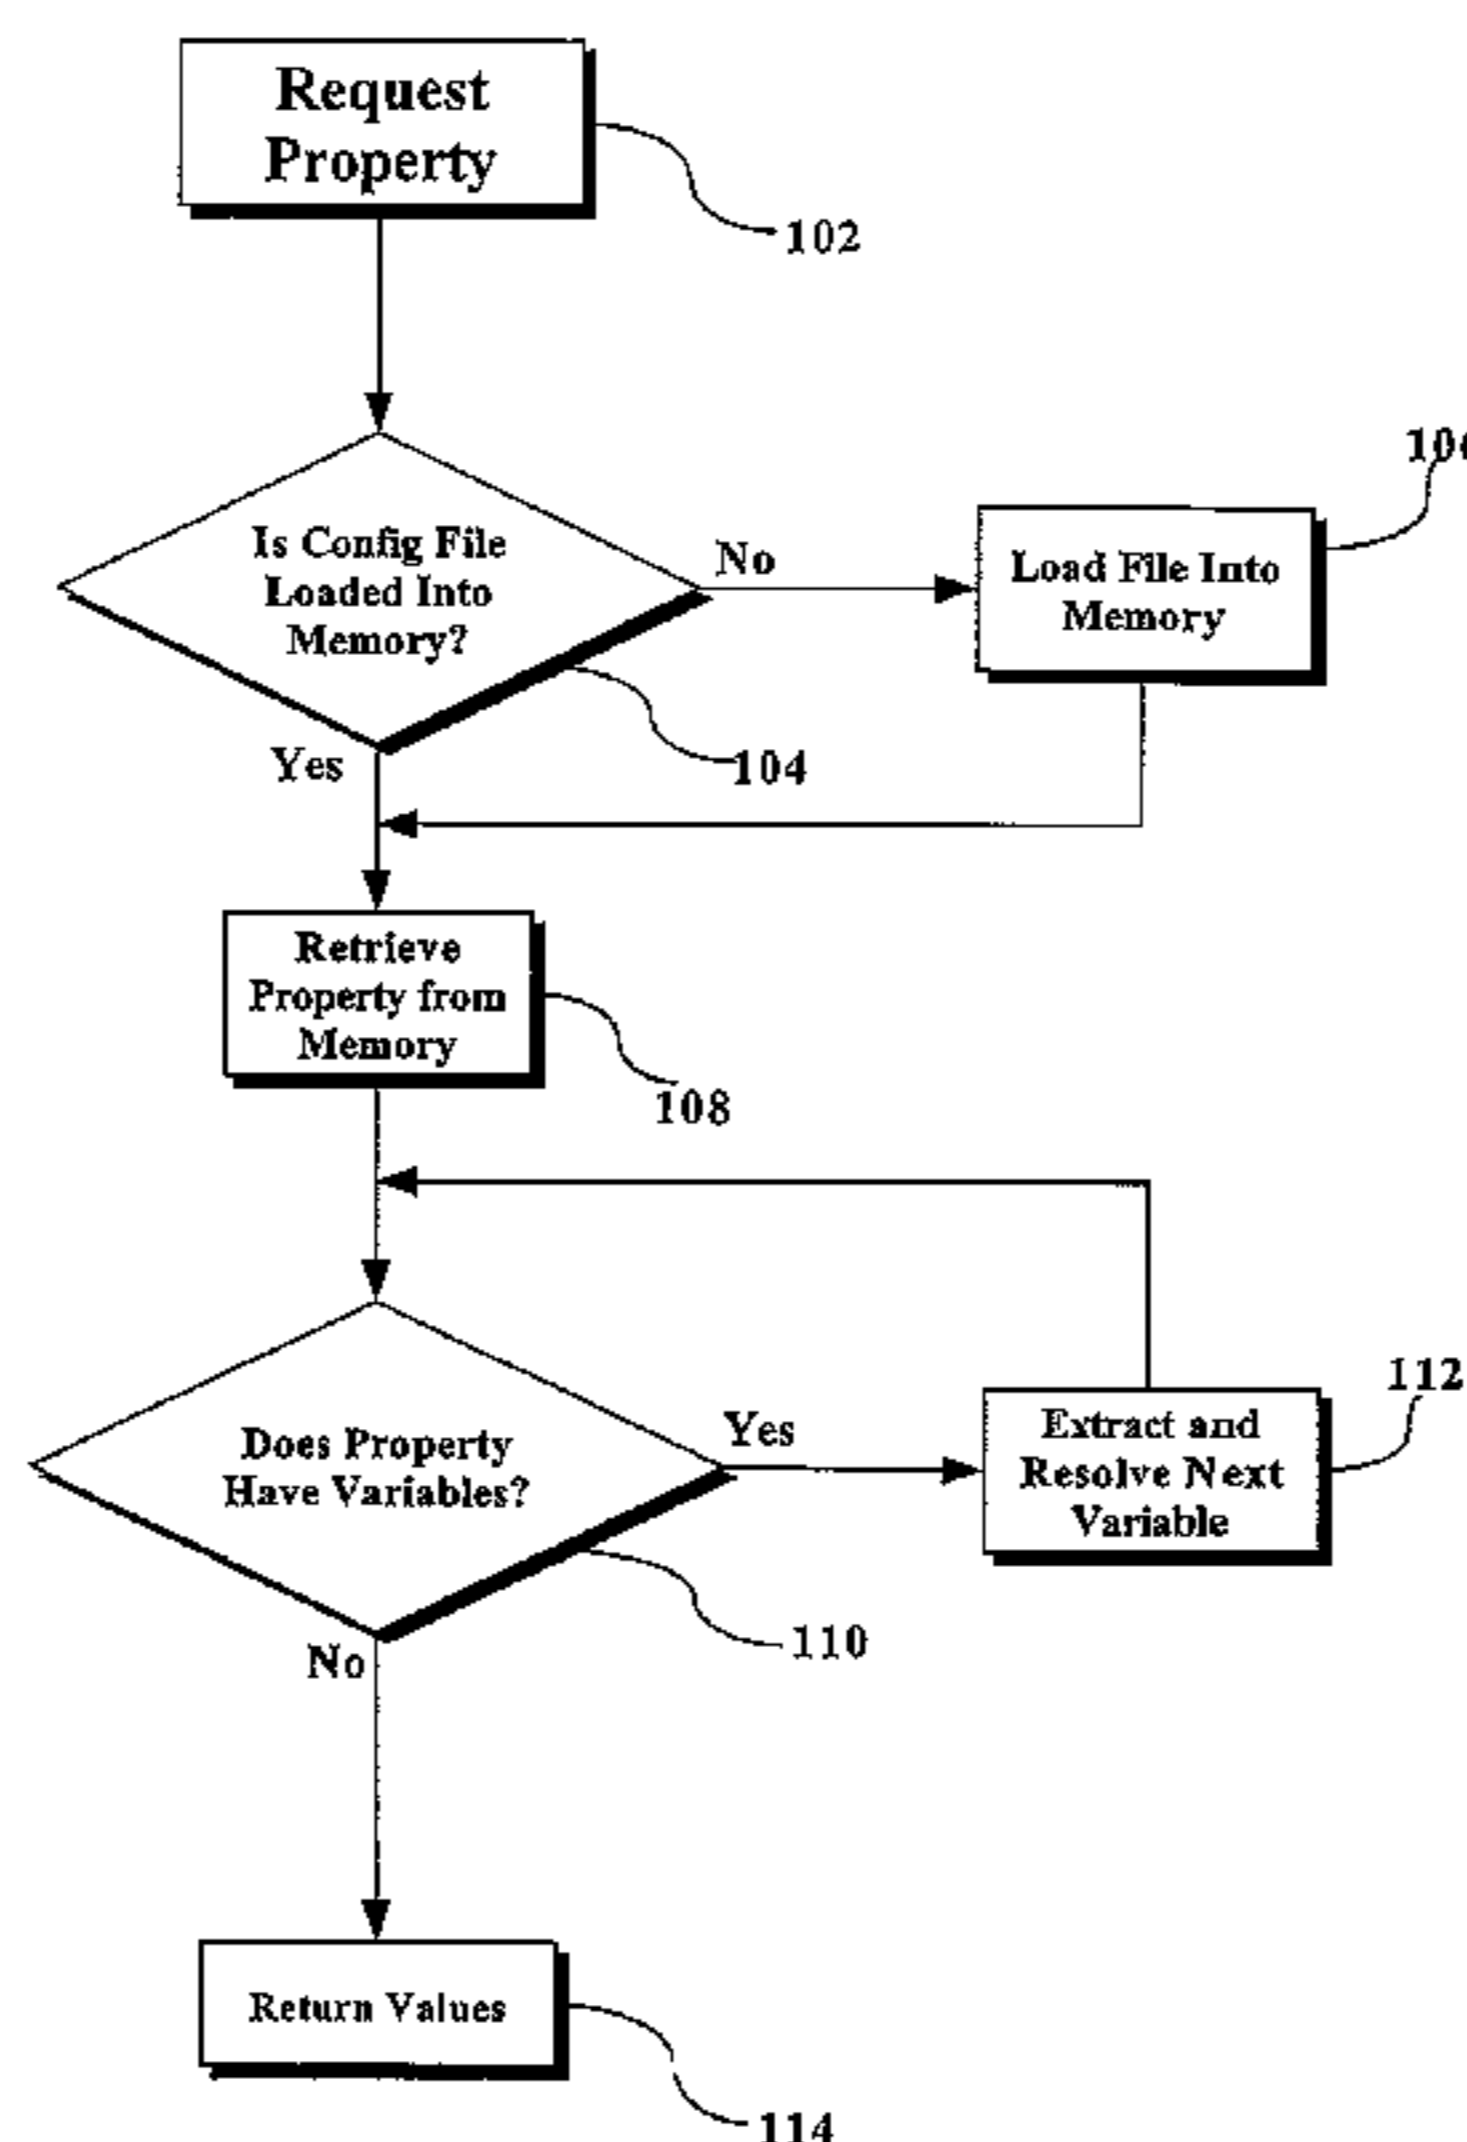 Request
Property
102
Is Config File
Loaded Into
Memory?
No
Load File Into
Memory
Yes
104
Retrieve
Property from
Memory
108
Does Property
Have Variables?
Yes
112
Extract and
Resolve Next
Variable
110
No
Return Values
114